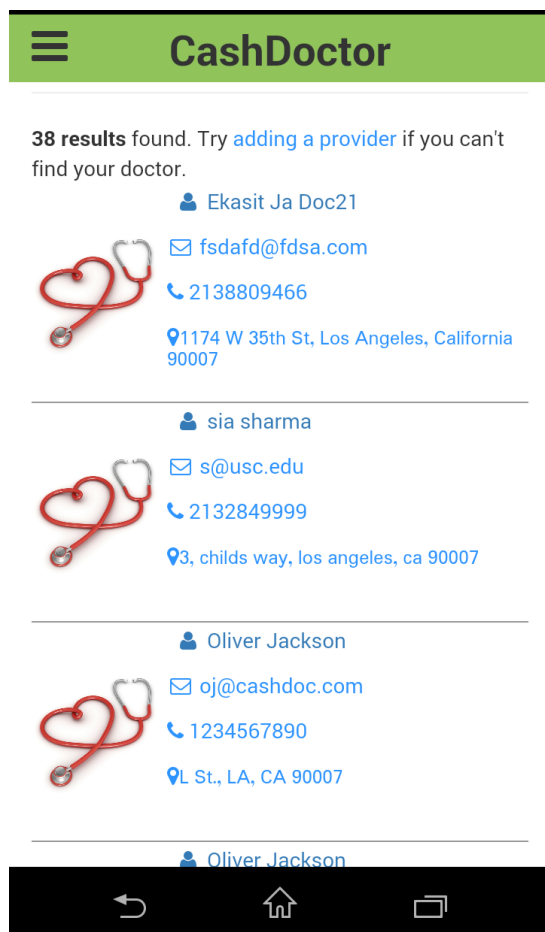 CashDoctor
38 results found. Try adding a provider if you can't
find your doctor.
Ekasit Ja Doc21
fsdafd@fdsa.com
2138809466
1174 W 35th St, Los Angeles, California
90007
sia sharma
s@usc.edu
2132849999
3, childs way, los angeles, ca 90007
Oliver Jackson
oj@cashdoc.com
1234567890
L St., LA, CA 90007
Oliver Jackson